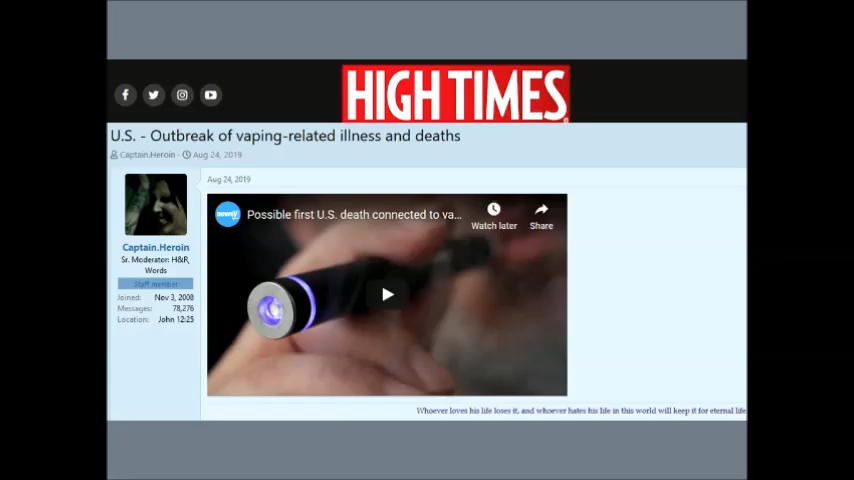 HIGH TIMES
U.S. - Outbreak of vaping-related illness and deaths
Captain.Heroin · Aug 24, 2019
Aug 24, 2019
newsy
Possible first U.S. death connected to va...
Watch later
Share
Captain.Heroin
Sr. Moderator: H&R,
Words
Staff member
Joined: Nov 3, 2008
Messages: 78,276
Location: John 12:25
Whoever loves his life loses it, and whoever hates his life in this world will keep it for eternal life